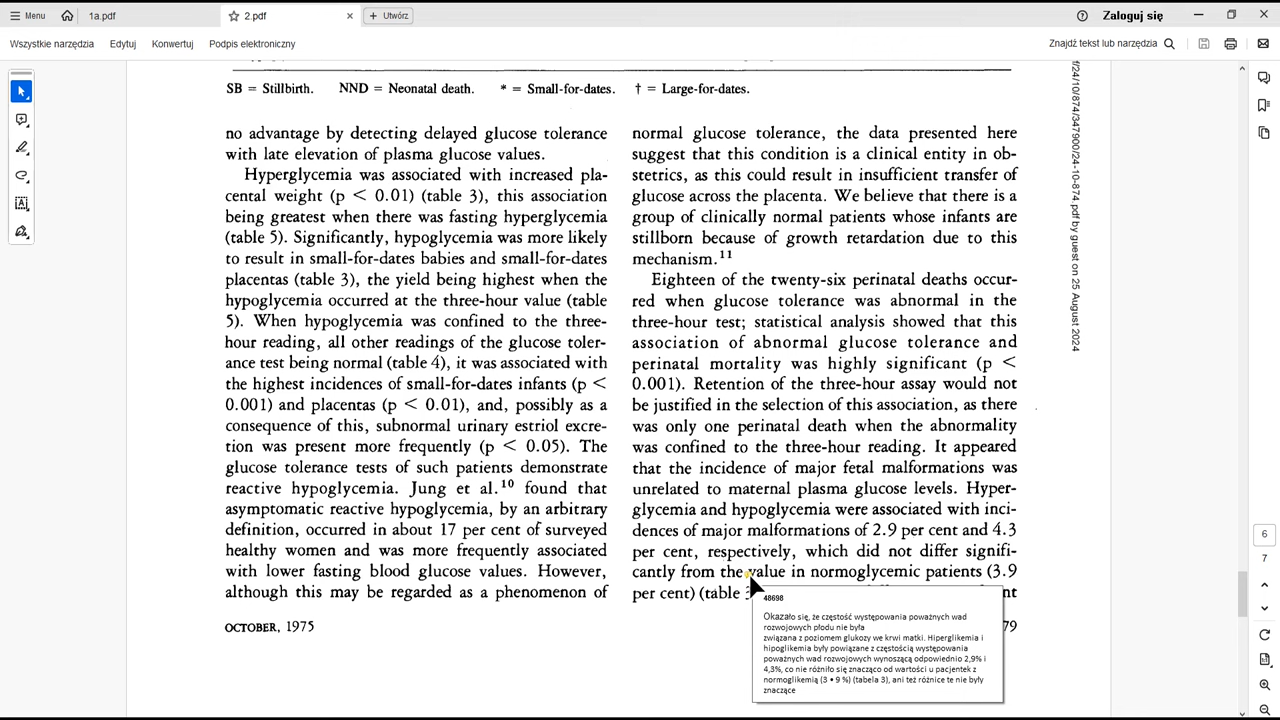 Menu
1a.pdf
2.pdf
Utwórz
Zaloguj się
Wszystkie narzędzia
Edytuj
Konwertuj
Podpis elektroniczny
Znajdź tekst lub narzędzia
SB = Stillbirth. NND = Neonatal death. * = Small-for-dates. † = Large-for-dates.
no advantage by detecting delayed glucose tolerance
with late elevation of plasma glucose values.
Hyperglycemia was associated with increased pla-
cental weight (p < 0.01) (table 3), this association
being greatest when there was fasting hyperglycemia
(table 5). Significantly, hypoglycemia was more likely
to result in small-for-dates babies and small-for-dates
placentas (table 3), the yield being highest when the
hypoglycemia occurred at the three-hour value (table
5). When hypoglycemia was confined to the three-
hour reading, all other readings of the glucose toler-
ance test being normal (table 4), it was associated with
the highest incidences of small-for-dates infants (p <
0.001) and placentas (p < 0.01), and, possibly as a
consequence of this, subnormal urinary estriol excre-
tion was present more frequently (p < 0.05). The
glucose tolerance tests of such patients demonstrate
reactive hypoglycemia. Jung et al.10 found that
asymptomatic reactive hypoglycemia, by an arbitrary
definition, occurred in about 17 per cent of surveyed
healthy women and was more frequently associated
with lower fasting blood glucose values. However,
although this may be regarded as a phenomenon of
normal glucose tolerance, the data presented here
suggest that this condition is a clinical entity in ob-
stetrics, as this could result in insufficient transfer of
glucose across the placenta. We believe that there is a
group of clinically normal patients whose infants are
stillborn because of growth retardation due to this
mechanism.11
Eighteen of the twenty-six perinatal deaths occur-
red when glucose tolerance was abnormal in the
three-hour test; statistical analysis showed that this
association of abnormal glucose tolerance and
perinatal mortality was highly significant (p <
0.001). Retention of the three-hour assay would not
be justified in the selection of this association, as there
was only one perinatal death when the abnormality
was confined to the three-hour reading. It appeared
that the incidence of major fetal malformations was
unrelated to maternal plasma glucose levels. Hyper-
glycemia and hypoglycemia were associated with inci-
dences of major malformations of 2.9 per cent and 4.3
per cent, respectively, which did not differ signifi-
cantly from the value in normoglycemic patients (3.9
per cent) (table
nt
OCTOBER, 1975
79
f/24/10/874/347900/24-10-874.pdf by guest on 25 August 2024
48698
Okazało się, że częstość występowania poważnych wad
rozwojowych płodu nie była
związana z poziomem glukozy we krwi matki. Hiperglikemia i
hipoglikemia były powiązane z częstością występowania
poważnych wad rozwojowych wynoszącą odpowiednio 2,9% i
4,3%, co nie różniło się znacząco od wartości u pacjentek z
normoglikemią (3 • 9 %) (tabela 3), ani też różnice te nie były
znaczące
6
7